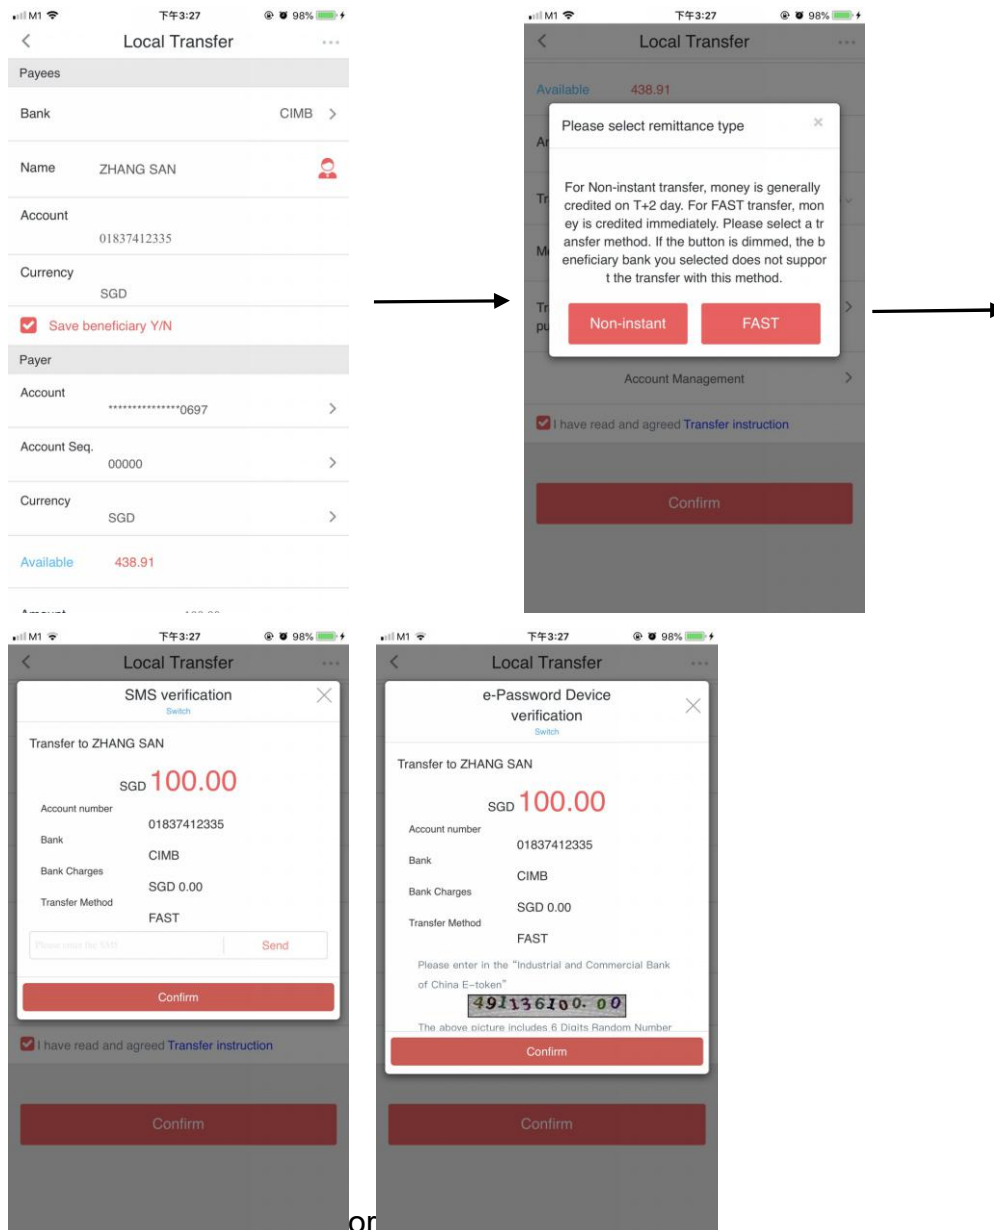 M1 下午3:27 98%
Local Transfer
Payees
Bank CIMB
Name ZHANG SAN
Account
01837412335
Currency
SGD
Save beneficiary Y/N
Payer
Account
***************0697
Account Seq.
00000
Currency
SGD
Available 438.91
M1 下午3:27 98%
Local Transfer
Available 438.91
Please select remittance type
For Non-instant transfer, money is generally
credited on T+2 day. For FAST transfer, mon
ey is credited immediately. Please select a tr
ansfer method. If the button is dimmed, the b
eneficiary bank you selected does not suppor
t the transfer with this method.
Non-instant FAST
Account Management
I have read and agreed Transfer instruction
Confirm
M1 下午3:27 98%
Local Transfer
SMS verification
Switch
Transfer to ZHANG SAN
SGD 100.00
Account number
01837412335
Bank
CIMB
Bank Charges
SGD 0.00
Transfer Method
FAST
Send
Confirm
I have read and agreed Transfer instruction
Confirm
or
M1 下午3:27 98%
Local Transfer
e-Password Device
verification
Switch
Transfer to ZHANG SAN
SGD 100.00
Account number
01837412335
Bank
CIMB
Bank Charges
SGD 0.00
Transfer Method
FAST
Please enter in the "Industrial and Commercial Bank
of China E-token"
491136100.00
The above picture includes 6 Digits Random Number
Confirm
Confirm